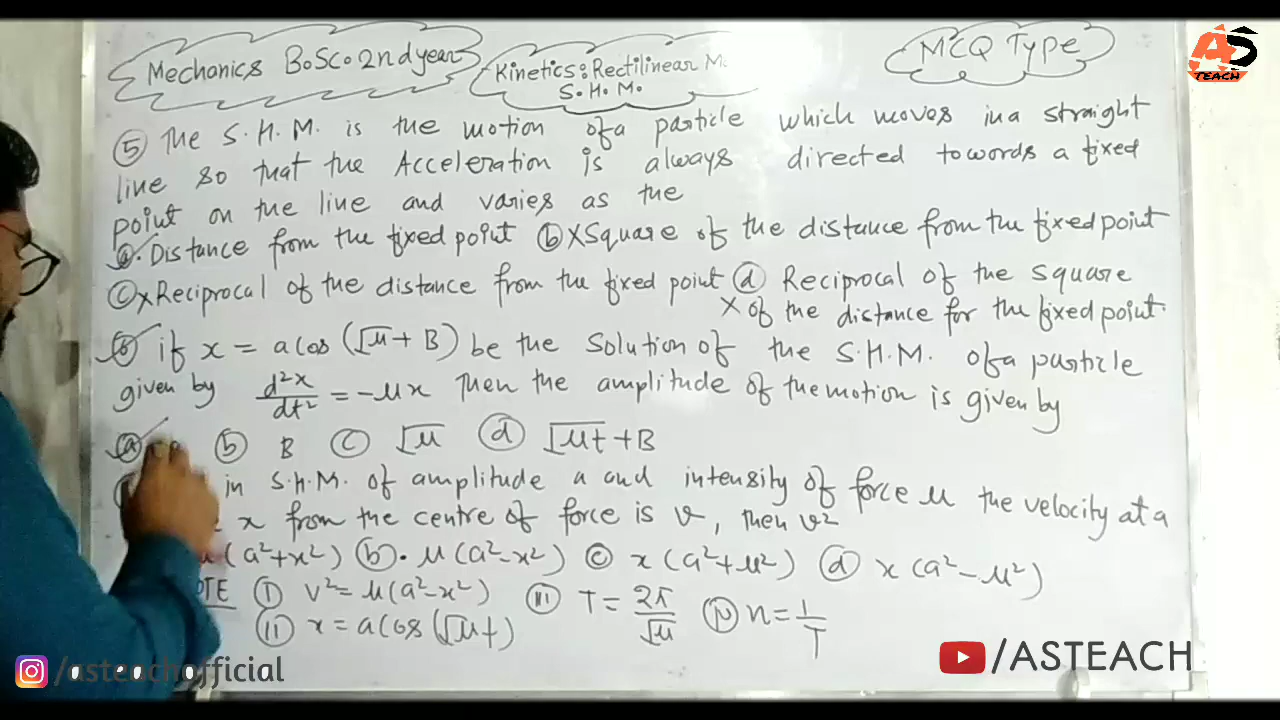 Mechanics B.Sc. 2nd year
Kinetics: Rectilinear M.
S.H.M.
MCQ Type
AS
TEACH
⑤ The S.H.M. is the motion of a particle which moves in a straight
line so that the Acceleration is always directed towords a fixed
point on the line and varies as the
ⓐ. Distance from the fixed point ⓑ X Square of the distance from the fixed point
ⓒ X Reciprocal of the distance from the fixed point ⓓ Reciprocal of the square
X of the distance for the fixed point.
⑥ if x = a cos (√μ + B) be the solution of the S.H.M. of a particle
given by d²x/dt² = -μx Then the amplitude of the motion is given by
ⓐ ⓑ B ⓒ √μ ⓓ √μt + B
in S.H.M. of amplitude a and intensity of force μ the velocity at a
x from the centre of force is v, then v²
(a²+x²) ⓑ. μ(a²-x²) ⓒ x(a²+μ²) ⓓ x(a²-μ²)
Ⓘ v² = μ(a²-x²) ⒾⒾⒾ T = 2π/√μ Ⓘⓥ n = 1/T
ⒾⒾ x = a cos (√μt)
/asteachofficial
/ASTEACH